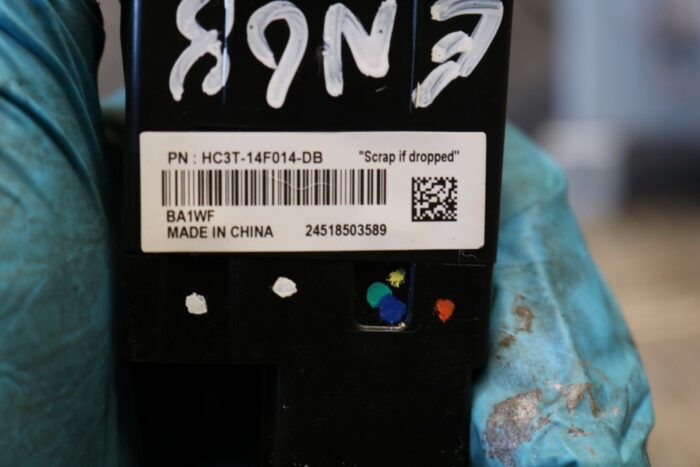 PN : HC3T-14F014-DB "Scrap if dropped"
BA1WF
MADE IN CHINA 24518503589